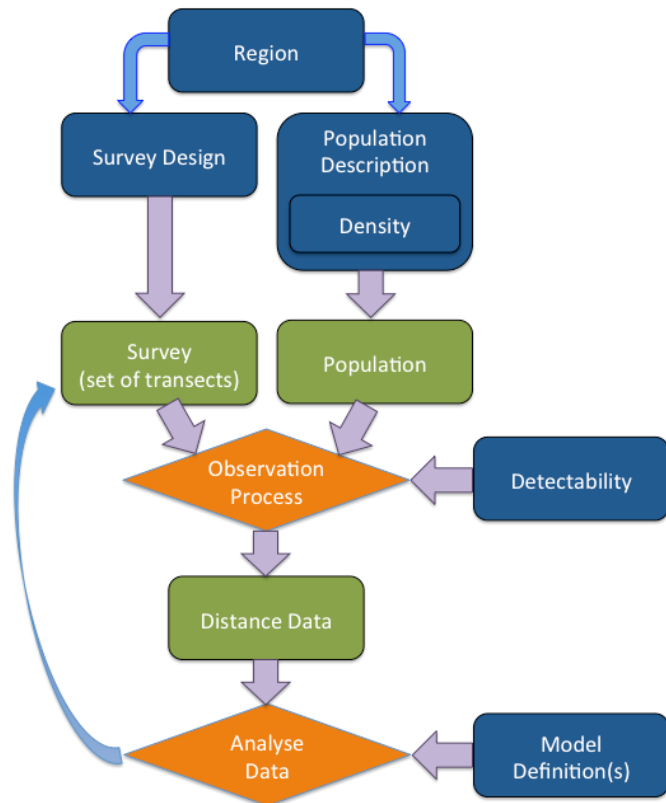 Region
Survey Design
Population
Description
Density
Survey
(set of transects)
Population
Observation
Process
Detectability
Distance Data
Analyse
Data
Model
Definition(s)